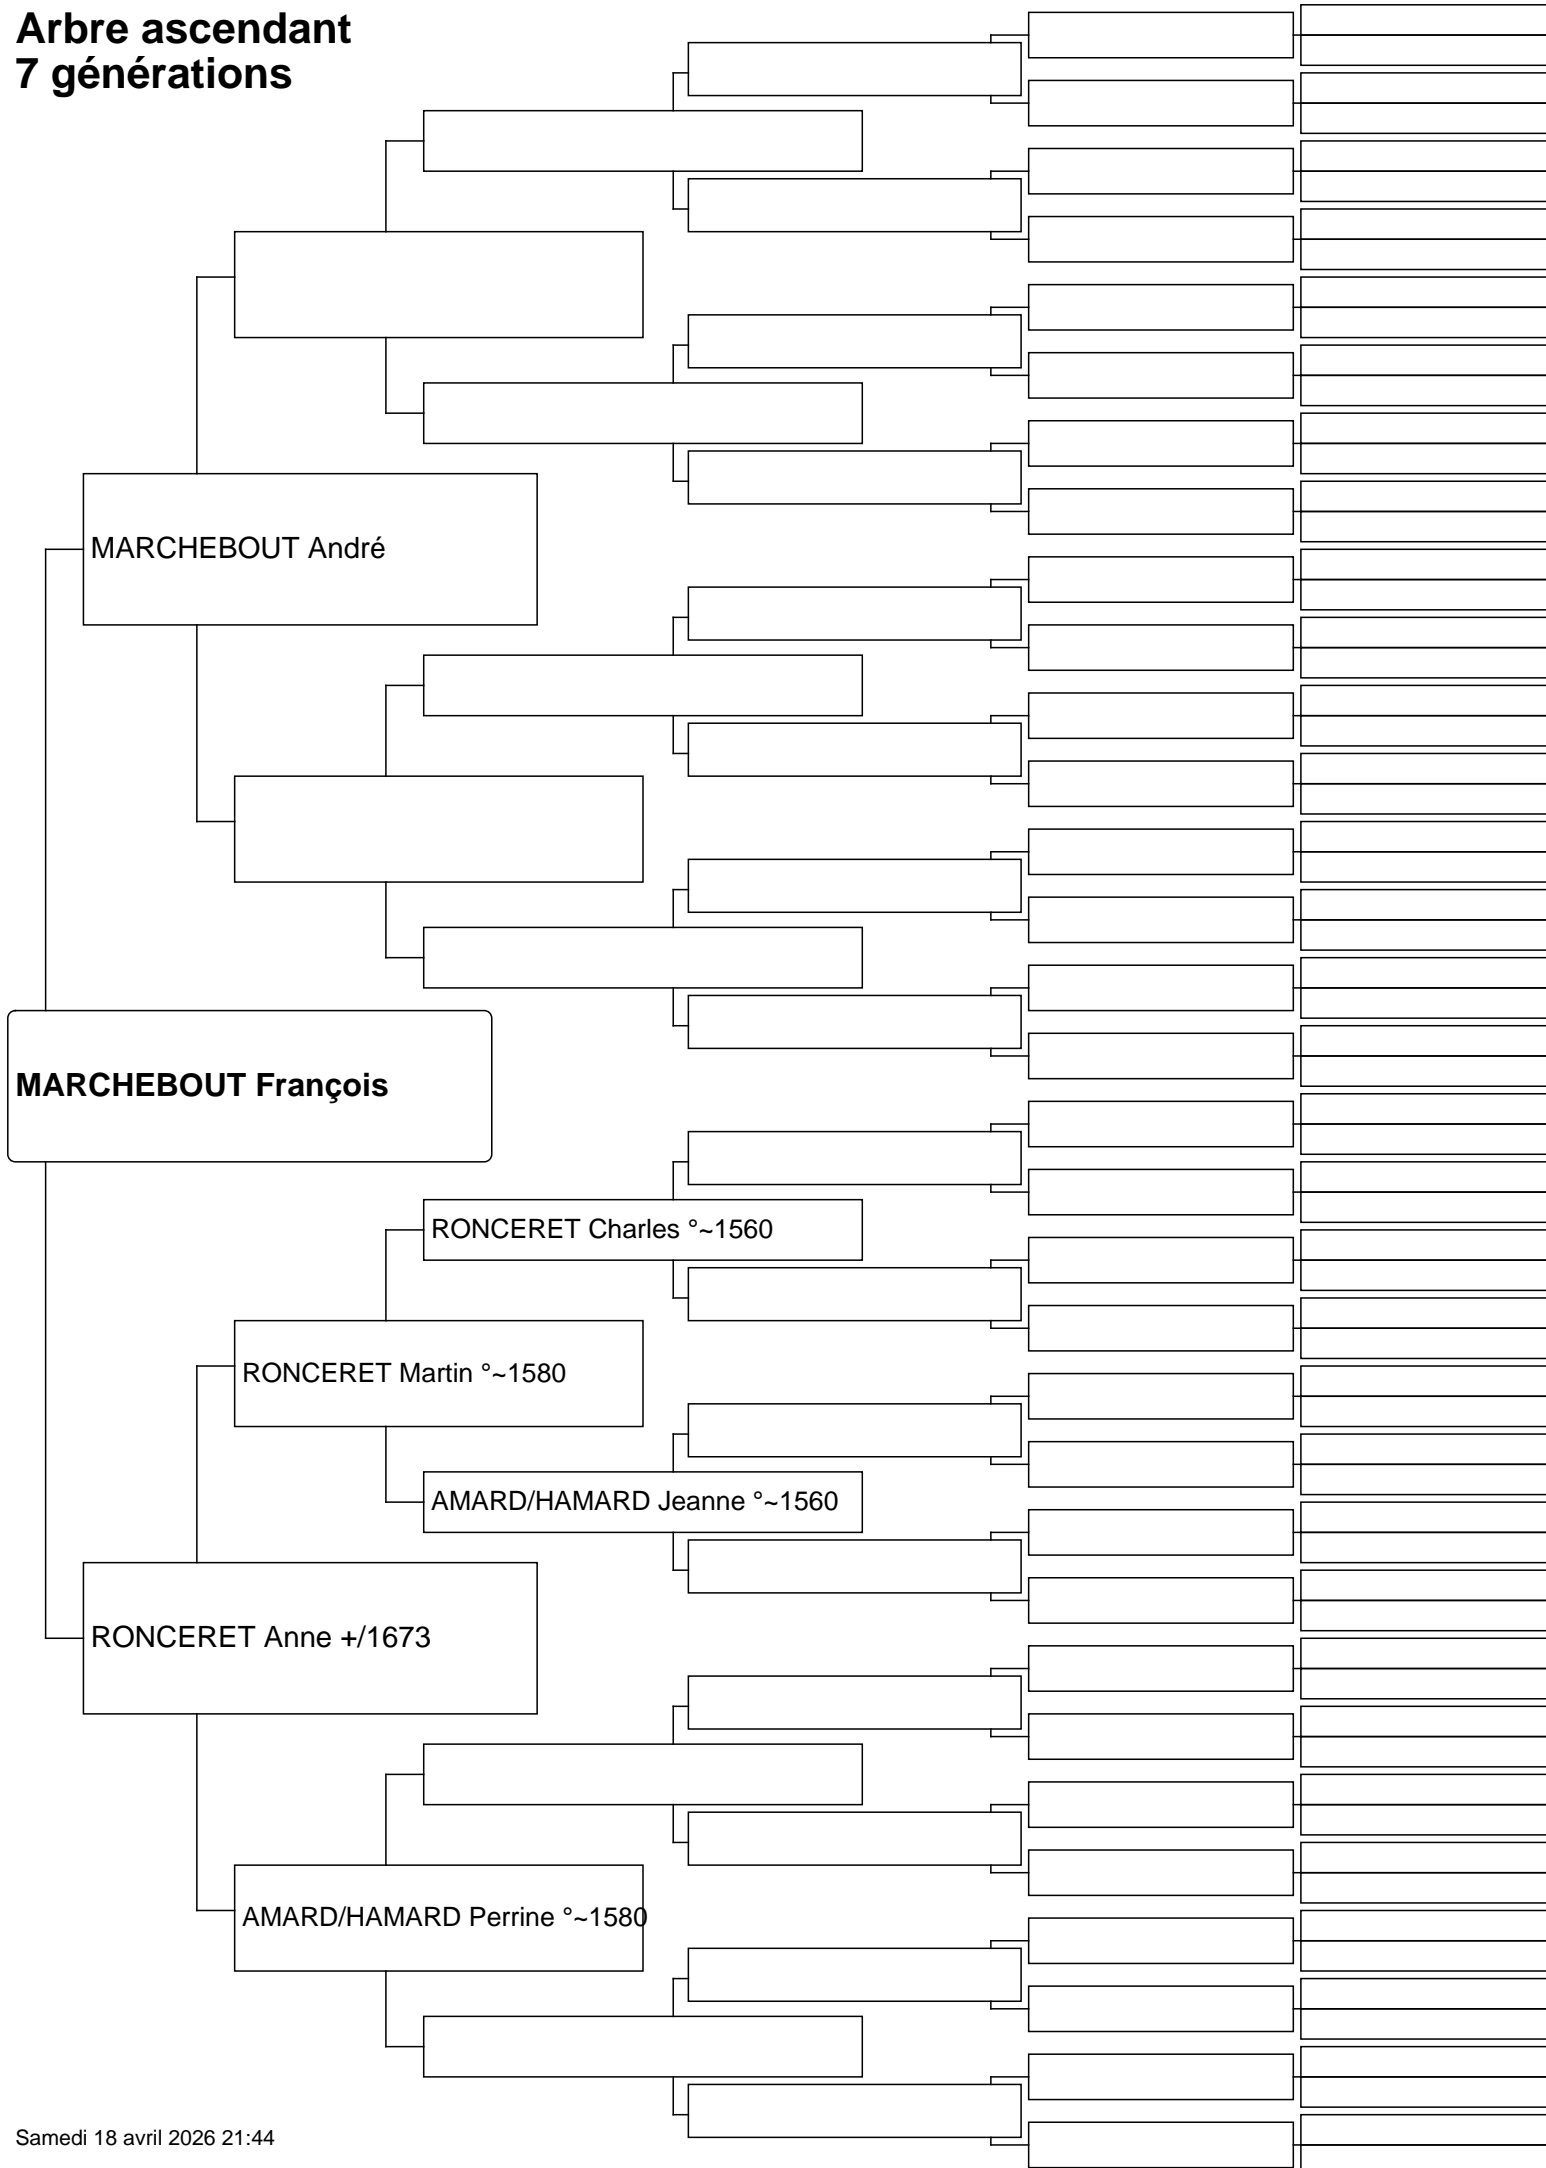 Arbre ascendant
7 générations
MARCHEBOUT André
MARCHEBOUT François
RONCERET Charles °~1560
RONCERET Martin °~1580
AMARD/HAMARD Jeanne °~1560
RONCERET Anne +/1673
AMARD/HAMARD Perrine °~1580
Samedi 18 avril 2026 21:44